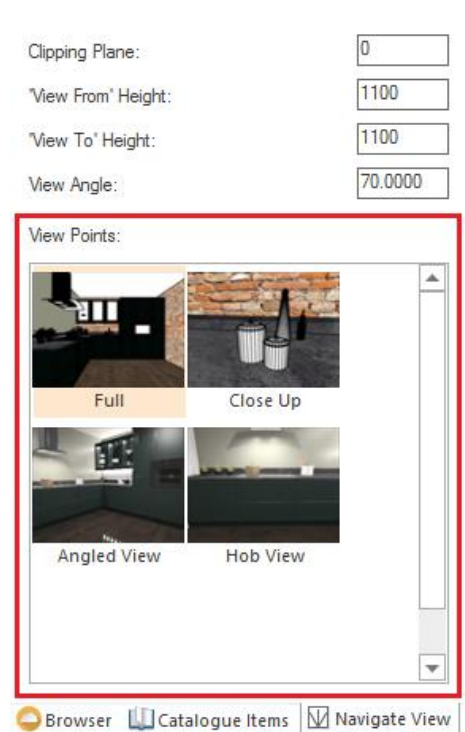 Clipping Plane: 0
'View From' Height: 1100
'View To' Height: 1100
View Angle: 70.0000
View Points:
Full Close Up
Angled View Hob View
Browser Catalogue Items Navigate View